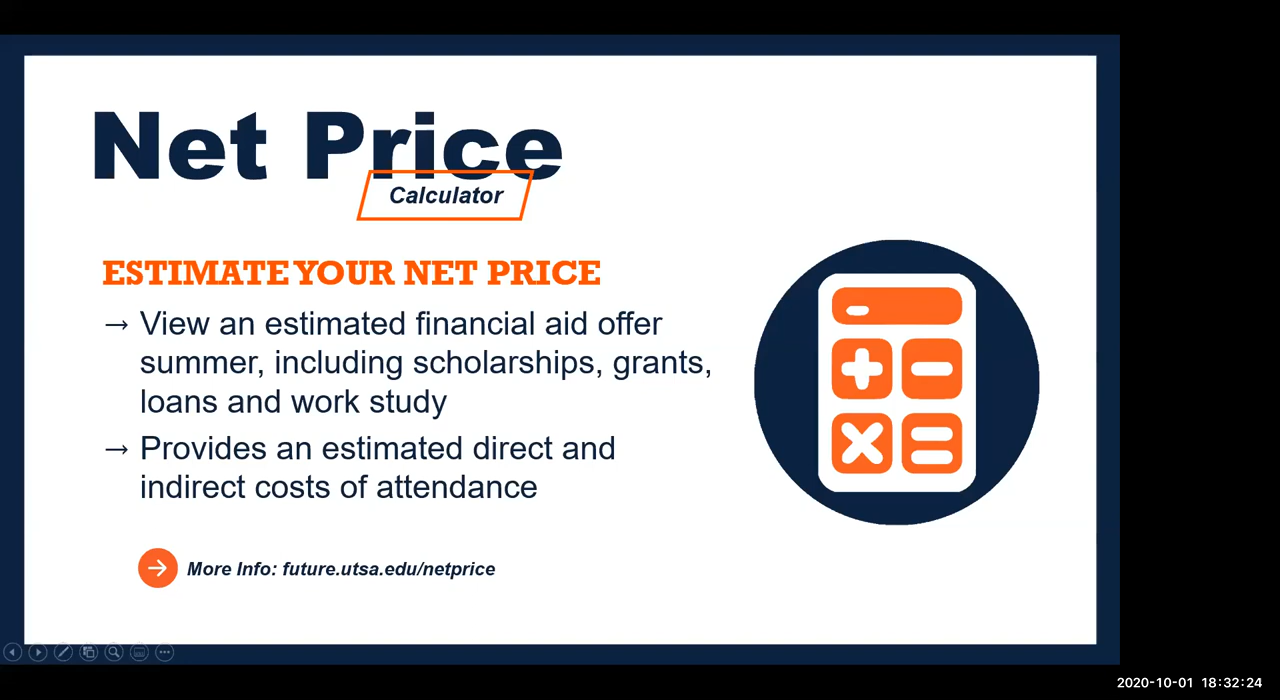 Net Price
Calculator
ESTIMATE YOUR NET PRICE
→ View an estimated financial aid offer
summer, including scholarships, grants,
loans and work study
→ Provides an estimated direct and
indirect costs of attendance
More Info: future.utsa.edu/netprice
2020-10-01 18:32:24